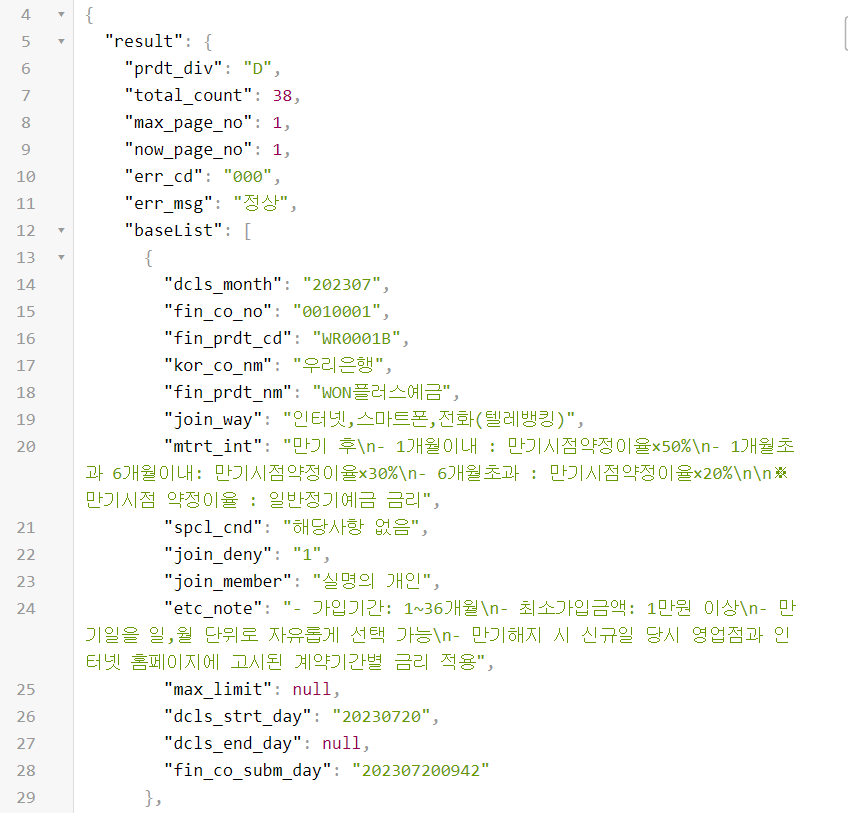 4 {
5 "result": {
6 "prdt_div": "D",
7 "total_count": 38,
8 "max_page_no": 1,
9 "now_page_no": 1,
10 "err_cd": "000",
11 "err_msg": "정상",
12 "baseList": [
13 {
14 "dcls_month": "202307",
15 "fin_co_no": "0010001",
16 "fin_prdt_cd": "WR0001B",
17 "kor_co_nm": "우리은행",
18 "fin_prdt_nm": "WON플러스예금",
19 "join_way": "인터넷,스마트폰,전화(텔레뱅킹)",
20 "mtrt_int": "만기 후\n- 1개월이내 : 만기시점약정이율×50%\n- 1개월초
과 6개월이내: 만기시점약정이율×30%\n- 6개월초과 : 만기시점약정이율×20%\n\n※
만기시점 약정이율 : 일반정기예금 금리",
21 "spcl_cnd": "해당사항 없음",
22 "join_deny": "1",
23 "join_member": "실명의 개인",
24 "etc_note": "- 가입기간: 1~36개월\n- 최소가입금액: 1만원 이상\n- 만
기일을 일,월 단위로 자유롭게 선택 가능\n- 만기해지 시 신규일 당시 영업점과 인
터넷 홈페이지에 고시된 계약기간별 금리 적용",
25 "max_limit": null,
26 "dcls_strt_day": "20230720",
27 "dcls_end_day": null,
28 "fin_co_subm_day": "202307200942"
29 },